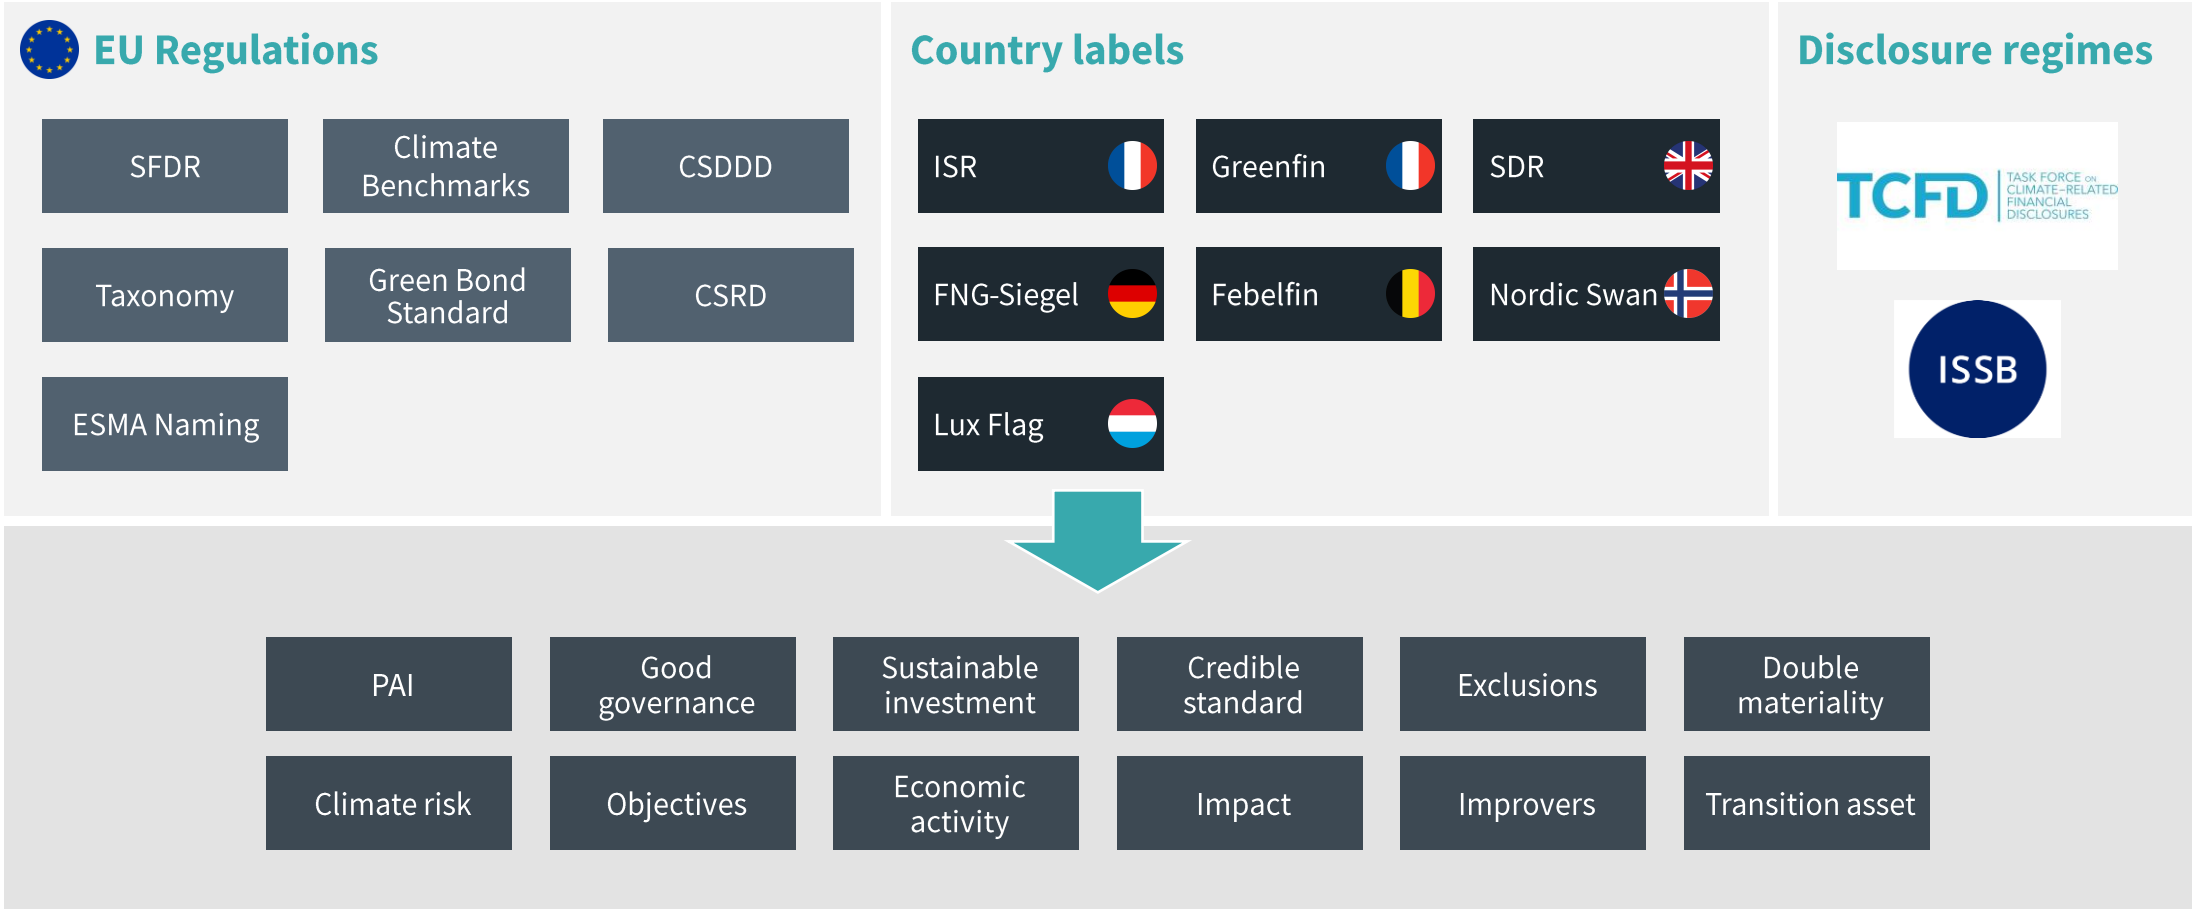 EU Regulations
SFDR
Climate
Benchmarks
CSDDD
Taxonomy
Green Bond
Standard
CSRD
ESMA Naming
Country labels
ISR
Greenfin
SDR
FNG-Siegel
Febelfin
Nordic Swan
Lux Flag
Disclosure regimes
TCFD
TASK FORCE ON
CLIMATE-RELATED
FINANCIAL
DISCLOSURES
ISSB
PAI
Good
governance
Sustainable
investment
Credible
standard
Exclusions
Double
materiality
Climate risk
Objectives
Economic
activity
Impact
Improvers
Transition asset